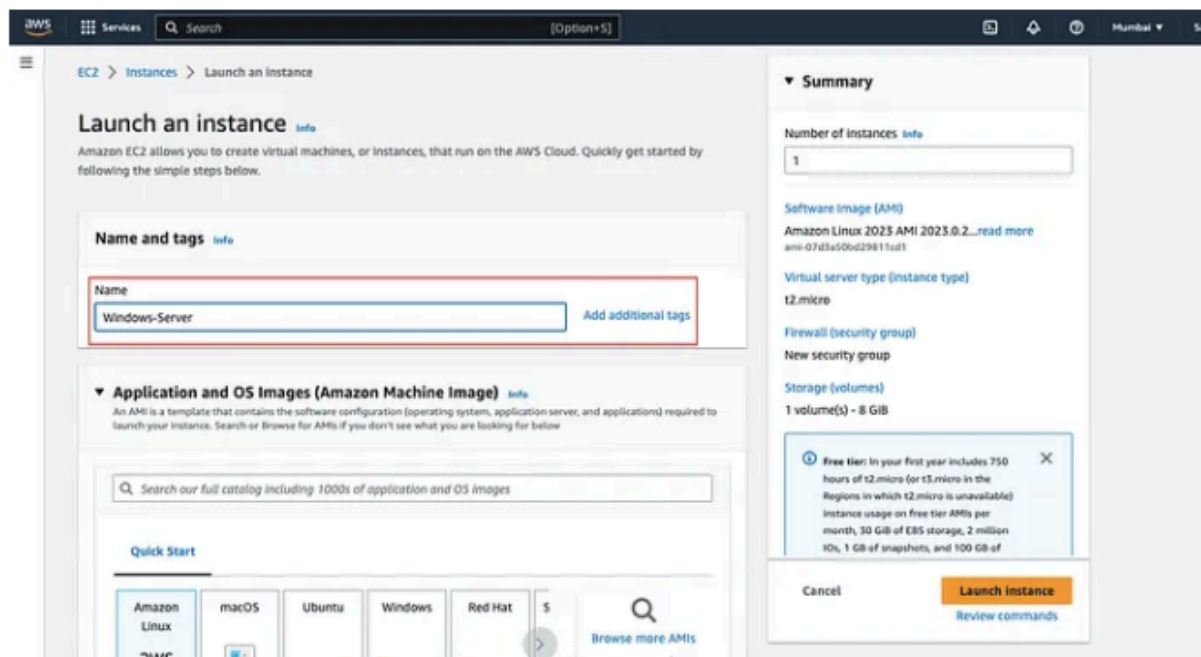 aws
Services
Search
[Option+S]
Mumbai
EC2 > Instances > Launch an instance
Launch an instance Info
Amazon EC2 allows you to create virtual machines, or instances, that run on the AWS Cloud. Quickly get started by
following the simple steps below.
Name and tags Info
Name
Windows-Server
Add additional tags
Application and OS Images (Amazon Machine Image) Info
An AMI is a template that contains the software configuration (operating system, application server, and applications) required to
launch your instance. Search or Browse for AMIs if you don't see what you are looking for below
Search our full catalog including 1000s of application and OS images
Quick Start
Amazon
Linux
aws
macOS
Ubuntu
Windows
Red Hat
S
Browse more AMIs
Summary
Number of instances Info
1
Software Image (AMI)
Amazon Linux 2023 AMI 2023.0.2...read more
ami-07d3a50bd29811cd1
Virtual server type (instance type)
t2.micro
Firewall (security group)
New security group
Storage (volumes)
1 volume(s) - 8 GiB
Free tier: In your first year includes 750
hours of t2.micro (or t3.micro in the
Regions in which t2.micro is unavailable)
instance usage on free tier AMIs per
month, 30 GiB of EBS storage, 2 million
IOs, 1 GB of snapshots, and 100 GB of
Cancel
Launch instance
Review commands